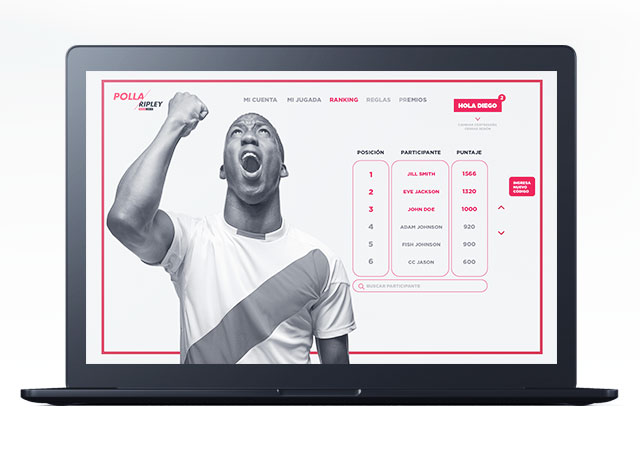 POLLA
RIPLEY
MI CUENTA MI JUGADA RANKING REGLAS PREMIOS
HOLA DIEGO 2
POSICIÓN PARTICIPANTE PUNTAJE
1 JILL SMITH 1566
2 EVE JACKSON 1320
3 JOHN DOE 1000
4 ADAM JOHNSON 920
5 FISH JOHNSON 900
6 CC JASON 600
INGRESA
NUEVO
CÓDIGO
BUSCAR PARTICIPANTE